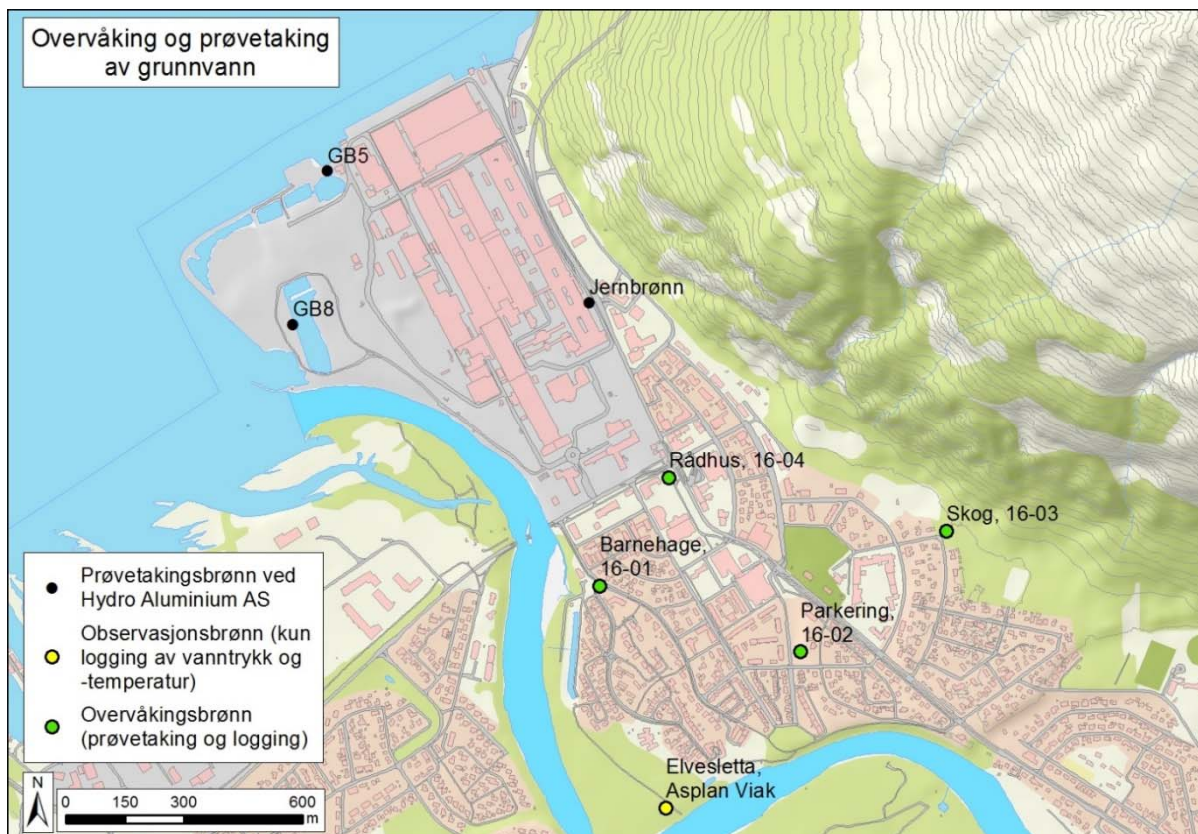 Overvåking og prøvetaking
av grunnvann
GB5
GB8
Jernbrønn
Rådhus, 16-04
Skog, 16-03
Barnehage,
16-01
Parkering,
16-02
Elvesletta,
Asplan Viak
Prøvetakingsbrønn ved
Hydro Aluminium AS
Observasjonsbrønn (kun
logging av vanntrykk og
-temperatur)
Overvåkingsbrønn
(prøvetaking og logging)
N
0 150 300 600
m